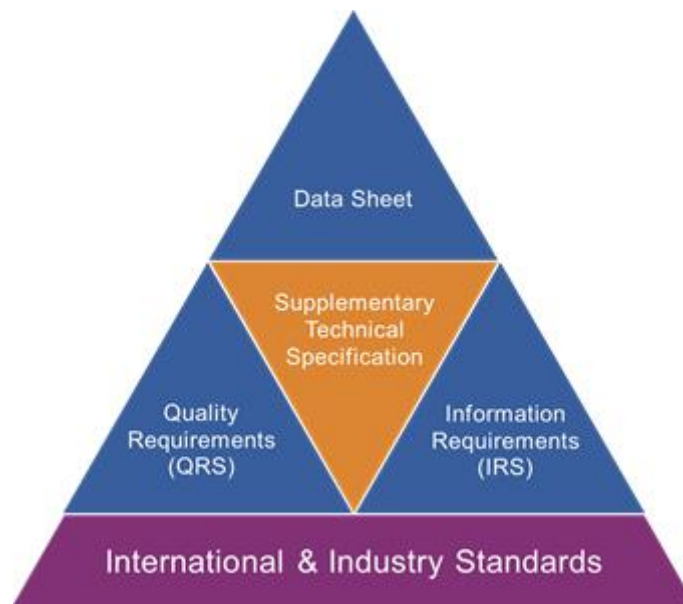 Data Sheet
Supplementary
Technical
Specification
Quality
Requirements
(QRS)
Information
Requirements
(IRS)
International & Industry Standards